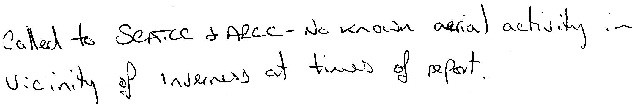 Called to SCATCC & ARCC - No known aerial activity in
vicinity of inverness at times of report.